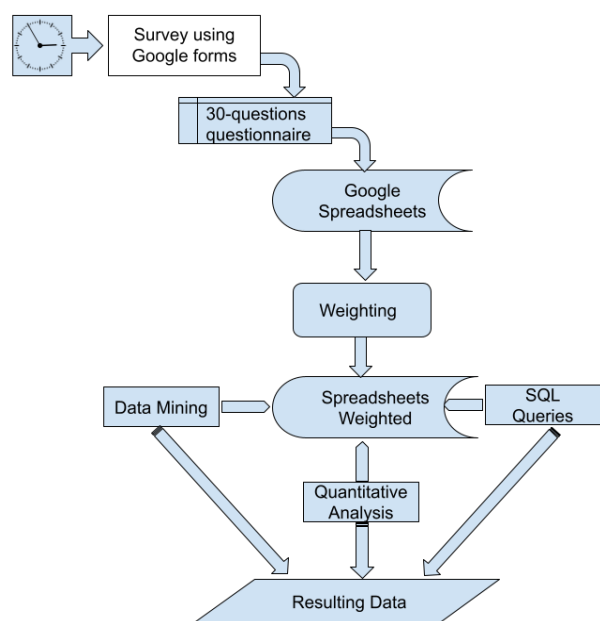 Survey using
Google forms
30-questions
questionnaire
Google
Spreadsheets
Weighting
Data Mining
Spreadsheets
Weighted
SQL
Queries
Quantitative
Analysis
Resulting Data